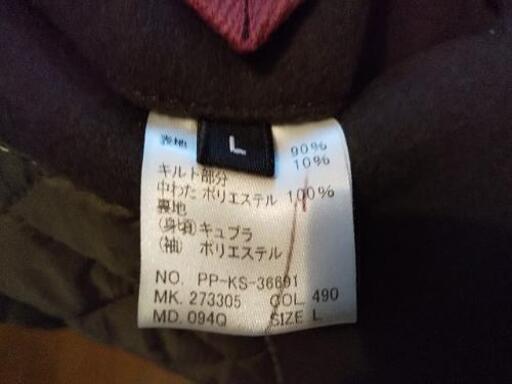 L
表地 90%
10%
キルト部分
中わた ポリエステル 100%
裏地
(身頃) キュプラ
(袖) ポリエステル
NO. PP-KS-36691
MK. 273305 COL. 490
MD. 094Q SIZE L